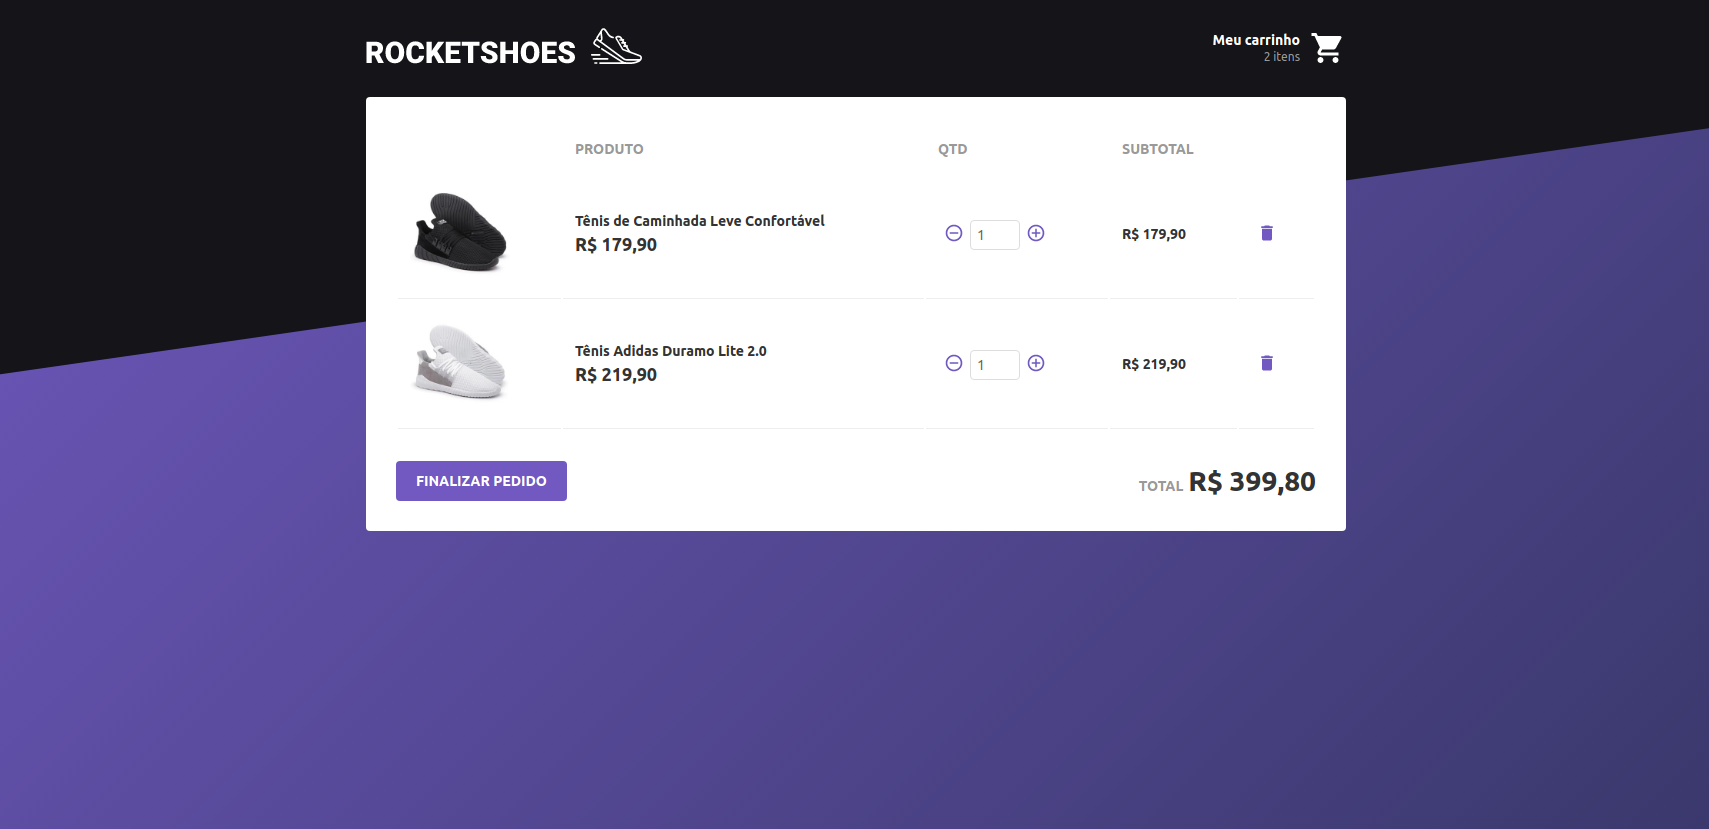 ROCKETSHOES
Meu carrinho
2 itens
PRODUTO QTD SUBTOTAL
Tênis de Caminhada Leve Confortável
R$ 179,90
1
R$ 179,90
Tênis Adidas Duramo Lite 2.0
R$ 219,90
1
R$ 219,90
FINALIZAR PEDIDO
TOTAL R$ 399,80